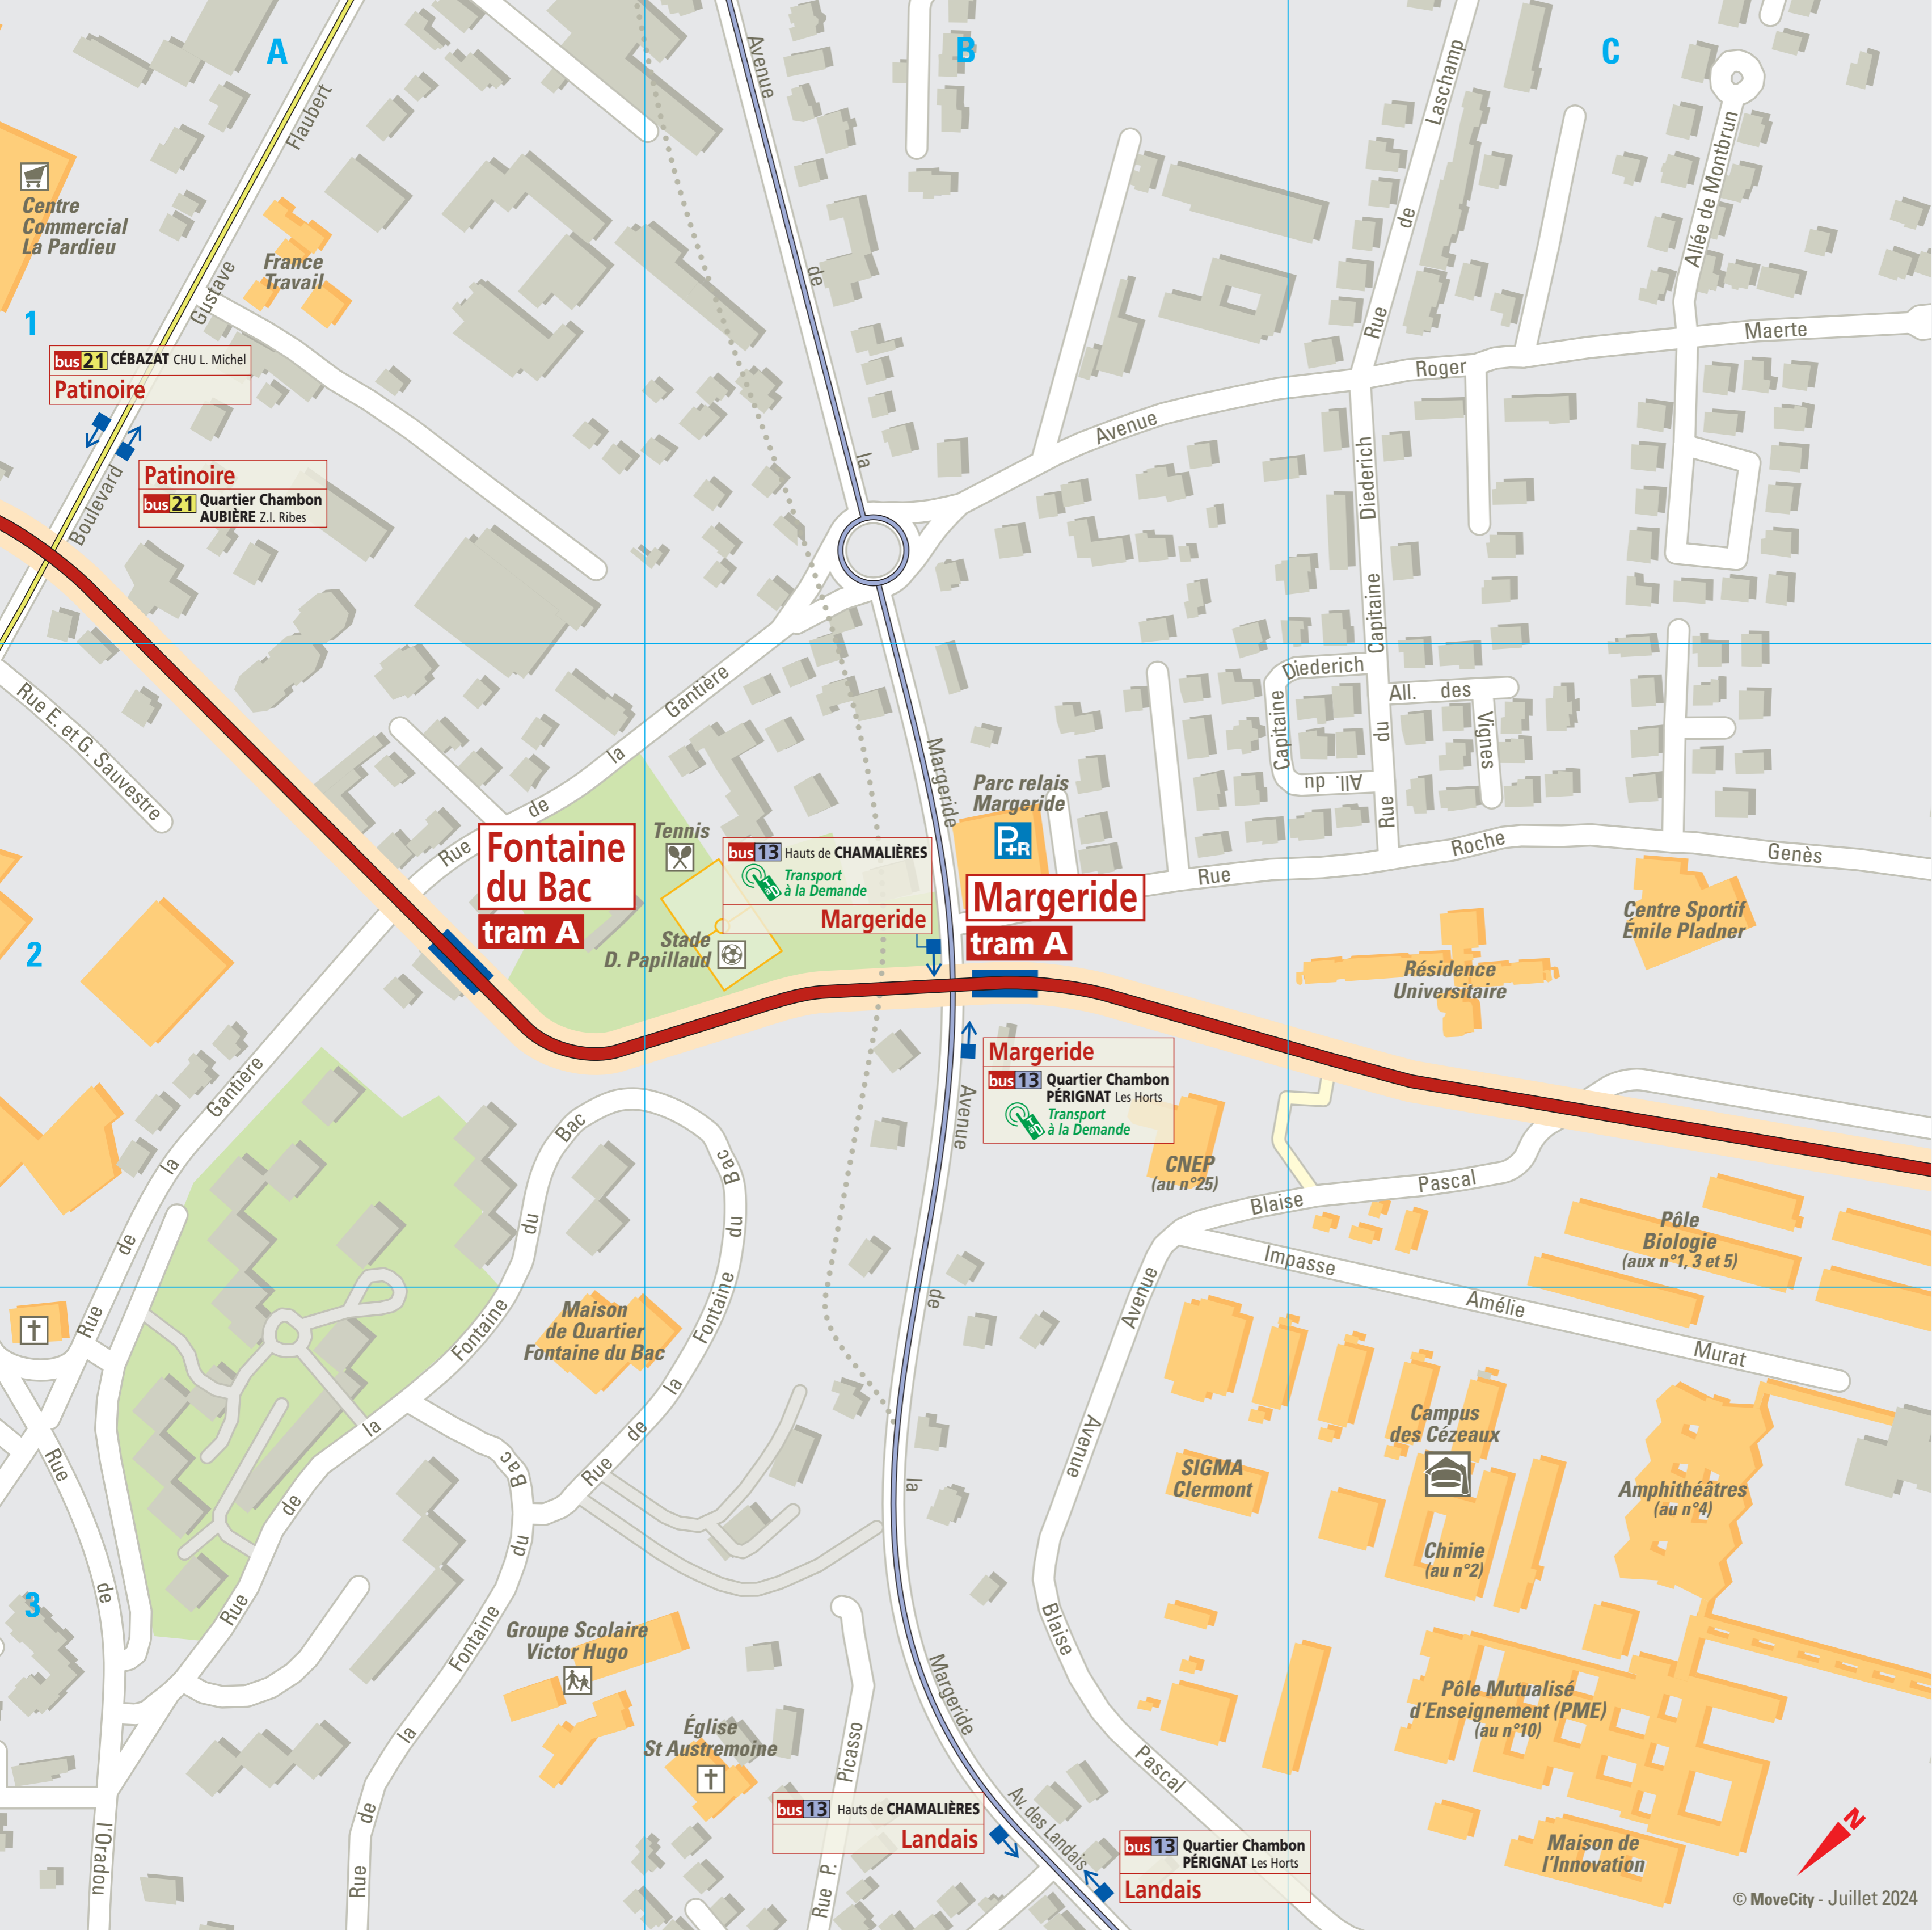 A
B
C
1
2
3
Avenue
de
la
Margeride
Avenue
de
la
Margeride
Av. des Landais
Flaubert
Gustave
Boulevard
Centre
Commercial
La Pardieu
France
Travail
bus 21 CÉBAZAT CHU L. Michel
Patinoire
Patinoire
bus 21 Quartier Chambon
AUBIÈRE Z.I. Ribes
Laschamp
de
Rue
Allée de Montbrun
Maerte
Roger
Avenue
Diederich
Capitaine
du
Rue
Diederich
Capitaine
All. du
All. des
Vignes
Rue
Roche
Genès
Rue E. et G. Sauvestre
Gantière
la
de
Rue
Fontaine
du Bac
tram A
Tennis
Stade
D. Papillaud
bus 13 Hauts de CHAMALIÈRES
Transport
à la Demande
Margeride
Parc relais
Margeride
P+R
Margeride
tram A
Margeride
bus 13 Quartier Chambon
PÉRIGNAT Les Horts
Transport
à la Demande
Centre Sportif
Émile Pladner
Résidence
Universitaire
CNEP
(au n°25)
Blaise
Pascal
Avenue
Avenue
Blaise
Pascal
Impasse
Amélie
Murat
Pôle
Biologie
(aux n°1, 3 et 5)
Gantière
la
de
Rue
Bac
du
Fontaine
la
de
Rue
Bac
du
Fontaine
la
de
Rue
Bac
du
Fontaine
la
de
Rue
Maison
de Quartier
Fontaine du Bac
Rue
de
l'Oradou
Groupe Scolaire
Victor Hugo
Église
St Austremoine
Picasso
Rue P.
SIGMA
Clermont
Campus
des Cézeaux
Chimie
(au n°2)
Amphithéâtres
(au n°4)
Pôle Mutualisé
d'Enseignement (PME)
(au n°10)
Maison de
l'Innovation
bus 13 Hauts de CHAMALIÈRES
Landais
bus 13 Quartier Chambon
PÉRIGNAT Les Horts
Landais
N
© MoveCity - Juillet 2024